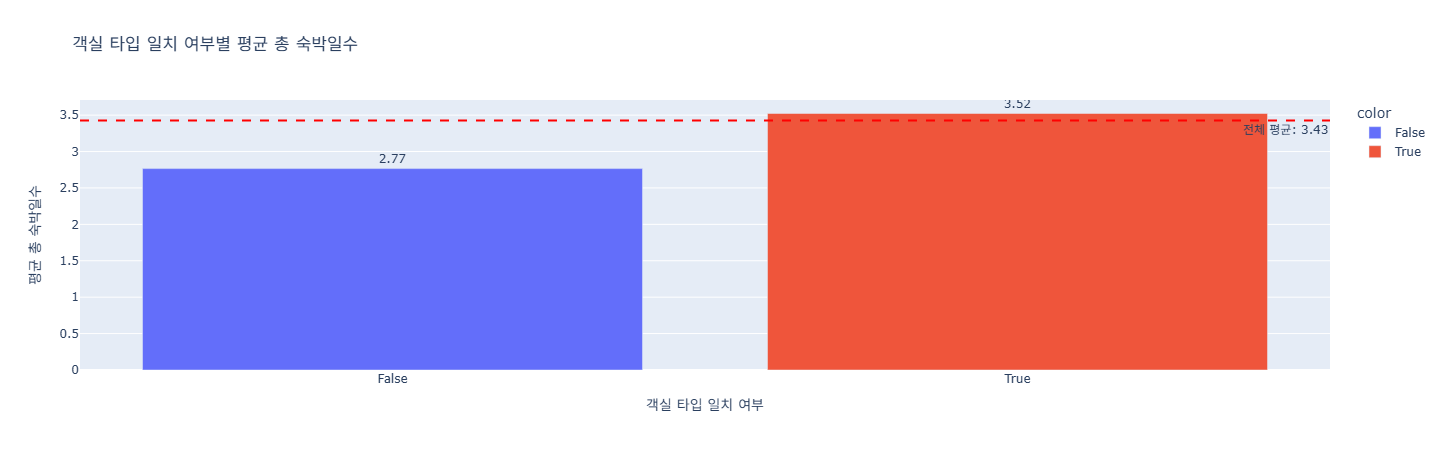 객실 타입 일치 여부별 평균 총 숙박일수
평균 총 숙박일수
3.5
3
2.5
2
1.5
1
0.5
0
2.77
3.52
전체 평균: 3.43
False
True
객실 타입 일치 여부
color
False
True